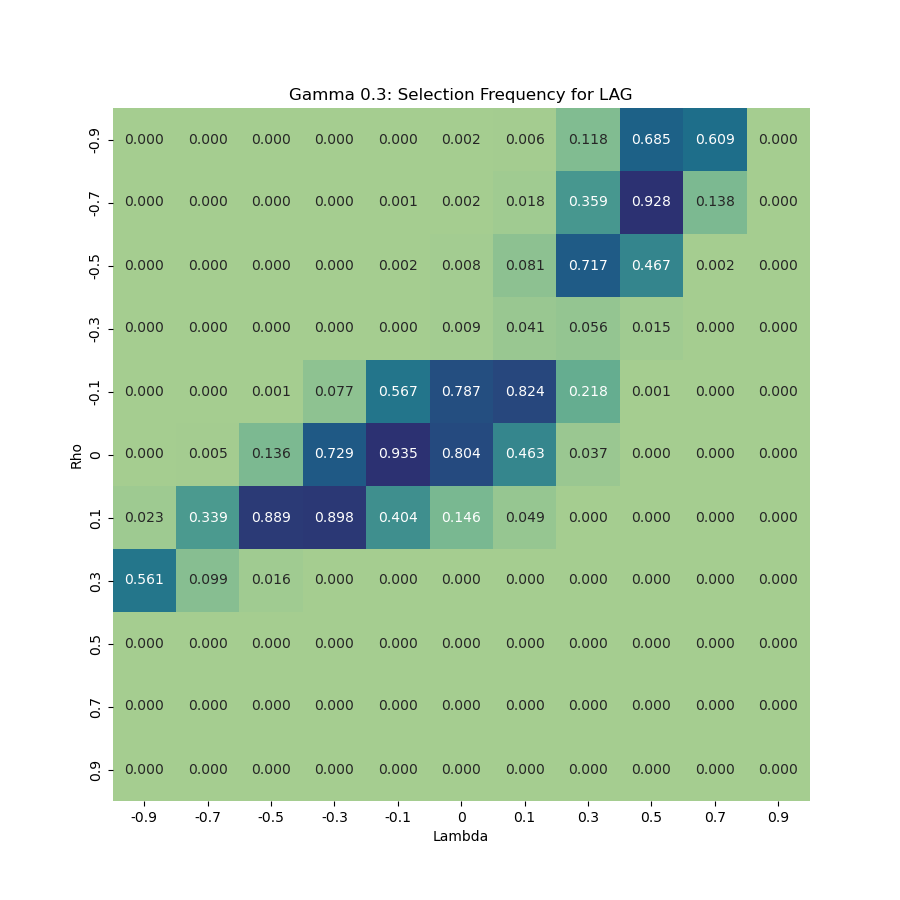 Gamma 0.3: Selection Frequency for LAG
-0.9 0.000 0.000 0.000 0.000 0.000 0.002 0.006 0.118 0.685 0.609 0.000
-0.7 0.000 0.000 0.000 0.000 0.001 0.002 0.018 0.359 0.928 0.138 0.000
-0.5 0.000 0.000 0.000 0.000 0.002 0.008 0.081 0.717 0.467 0.002 0.000
-0.3 0.000 0.000 0.000 0.000 0.000 0.009 0.041 0.056 0.015 0.000 0.000
-0.1 0.000 0.000 0.001 0.077 0.567 0.787 0.824 0.218 0.001 0.000 0.000
Rho
0 0.000 0.005 0.136 0.729 0.935 0.804 0.463 0.037 0.000 0.000 0.000
0.1 0.023 0.339 0.889 0.898 0.404 0.146 0.049 0.000 0.000 0.000 0.000
0.3 0.561 0.099 0.016 0.000 0.000 0.000 0.000 0.000 0.000 0.000 0.000
0.5 0.000 0.000 0.000 0.000 0.000 0.000 0.000 0.000 0.000 0.000 0.000
0.7 0.000 0.000 0.000 0.000 0.000 0.000 0.000 0.000 0.000 0.000 0.000
0.9 0.000 0.000 0.000 0.000 0.000 0.000 0.000 0.000 0.000 0.000 0.000
-0.9 -0.7 -0.5 -0.3 -0.1 0 0.1 0.3 0.5 0.7 0.9
Lambda